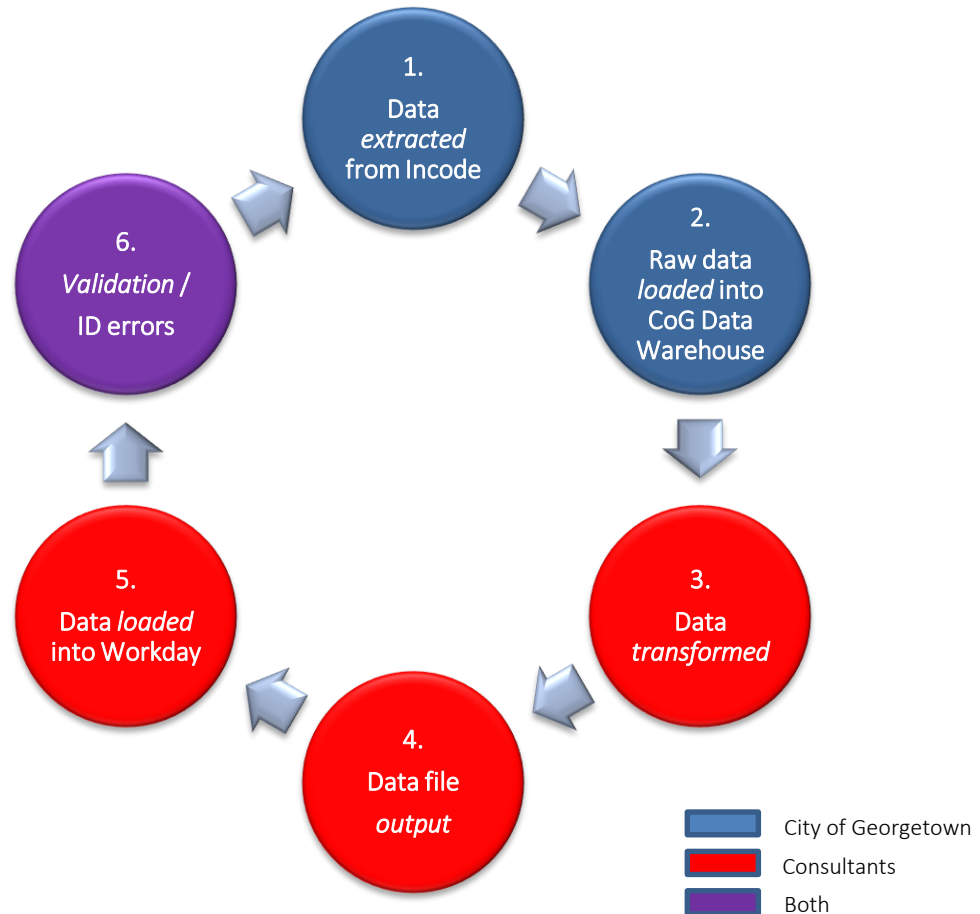 1.
Data
extracted
from Incode
2.
Raw data
loaded into
CoG Data
Warehouse
3.
Data
transformed
4.
Data file
output
5.
Data loaded
into Workday
6.
Validation /
ID errors
City of Georgetown
Consultants
Both